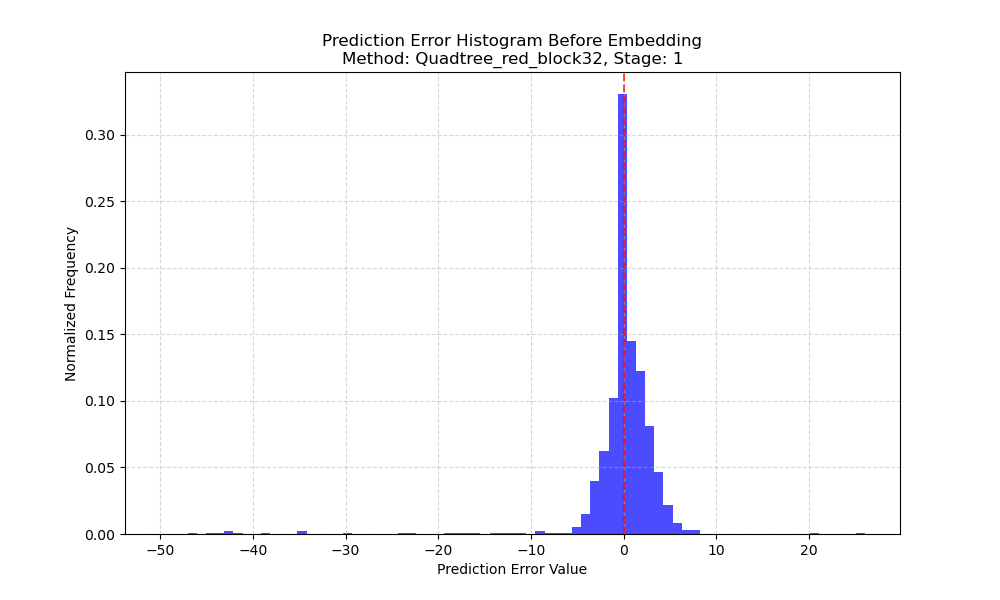 Prediction Error Histogram Before Embedding
Method: Quadtree_red_block32, Stage: 1
Normalized Frequency
0.30
0.25
0.20
0.15
0.10
0.05
0.00
−50 −40 −30 −20 −10 0 10 20
Prediction Error Value